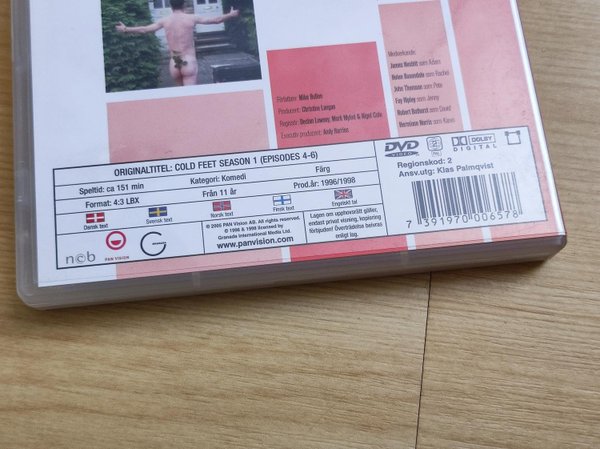 Medverkande:
James Nesbitt som Adam
Helen Baxendale som Rachel
John Thomson som Pete
Fay Ripley som Jenny
Robert Bathurst som David
Hermione Norris som Karen
Författare: Mike Bullen
Producent: Christine Langan
Regissör: Declan Lowney, Mark Mylod & Nigel Cole
Executiv producent: Andy Harries
ORIGINALTITEL: COLD FEET SEASON 1 (EPISODES 4-6)
Speltid: ca 151 min
Kategori: Komedi
Färg
Format: 4:3 LBX
Från 11 år
Prod.år: 1996/1998
Dansk text
Svensk text
Norsk text
Finsk text
Engelskt tal
ncb
PAN VISION
G
© 2005 PAN Vision AB. All rights reserved.
© 1996 & 1998 licensed by
Granada International Media Ltd.
www.panvision.com
Lagen om upphovsrätt gäller,
endast privat visning, kopiering
förbjuden! Överträdelse beivras
enligt lag.
DVD
VIDEO
2
PAL
DOLBY
DIGITAL
Regionskod: 2
Ansv.utg: Klas Palmqvist
7 391970 006578